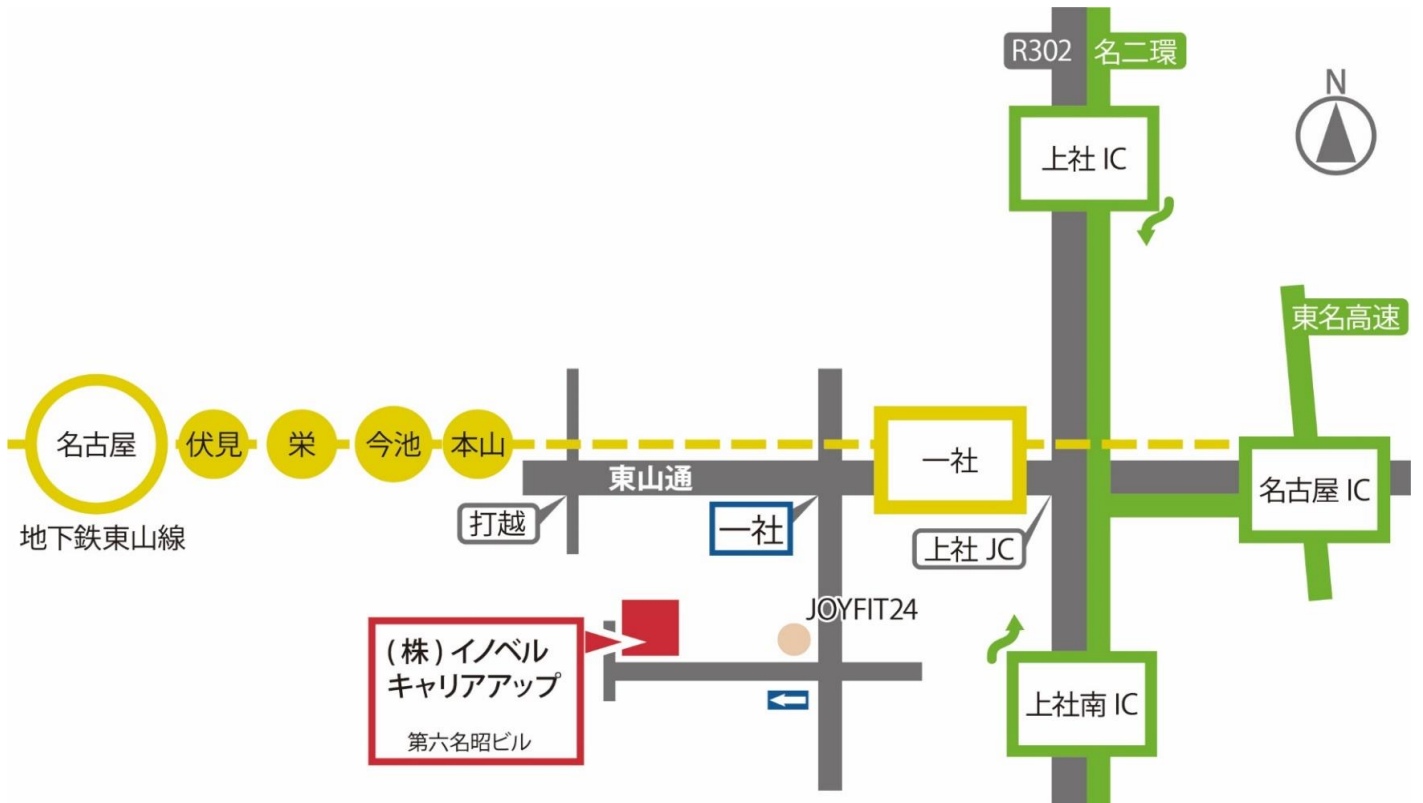 R302
名二環
N
上社 IC
東名高速
名古屋
伏見
栄
今池
本山
一社
東山通
名古屋 IC
打越
一社
上社 JC
地下鉄東山線
JOYFIT24
(株)イノベル
キャリアアップ
第六名昭ビル
上社南 IC